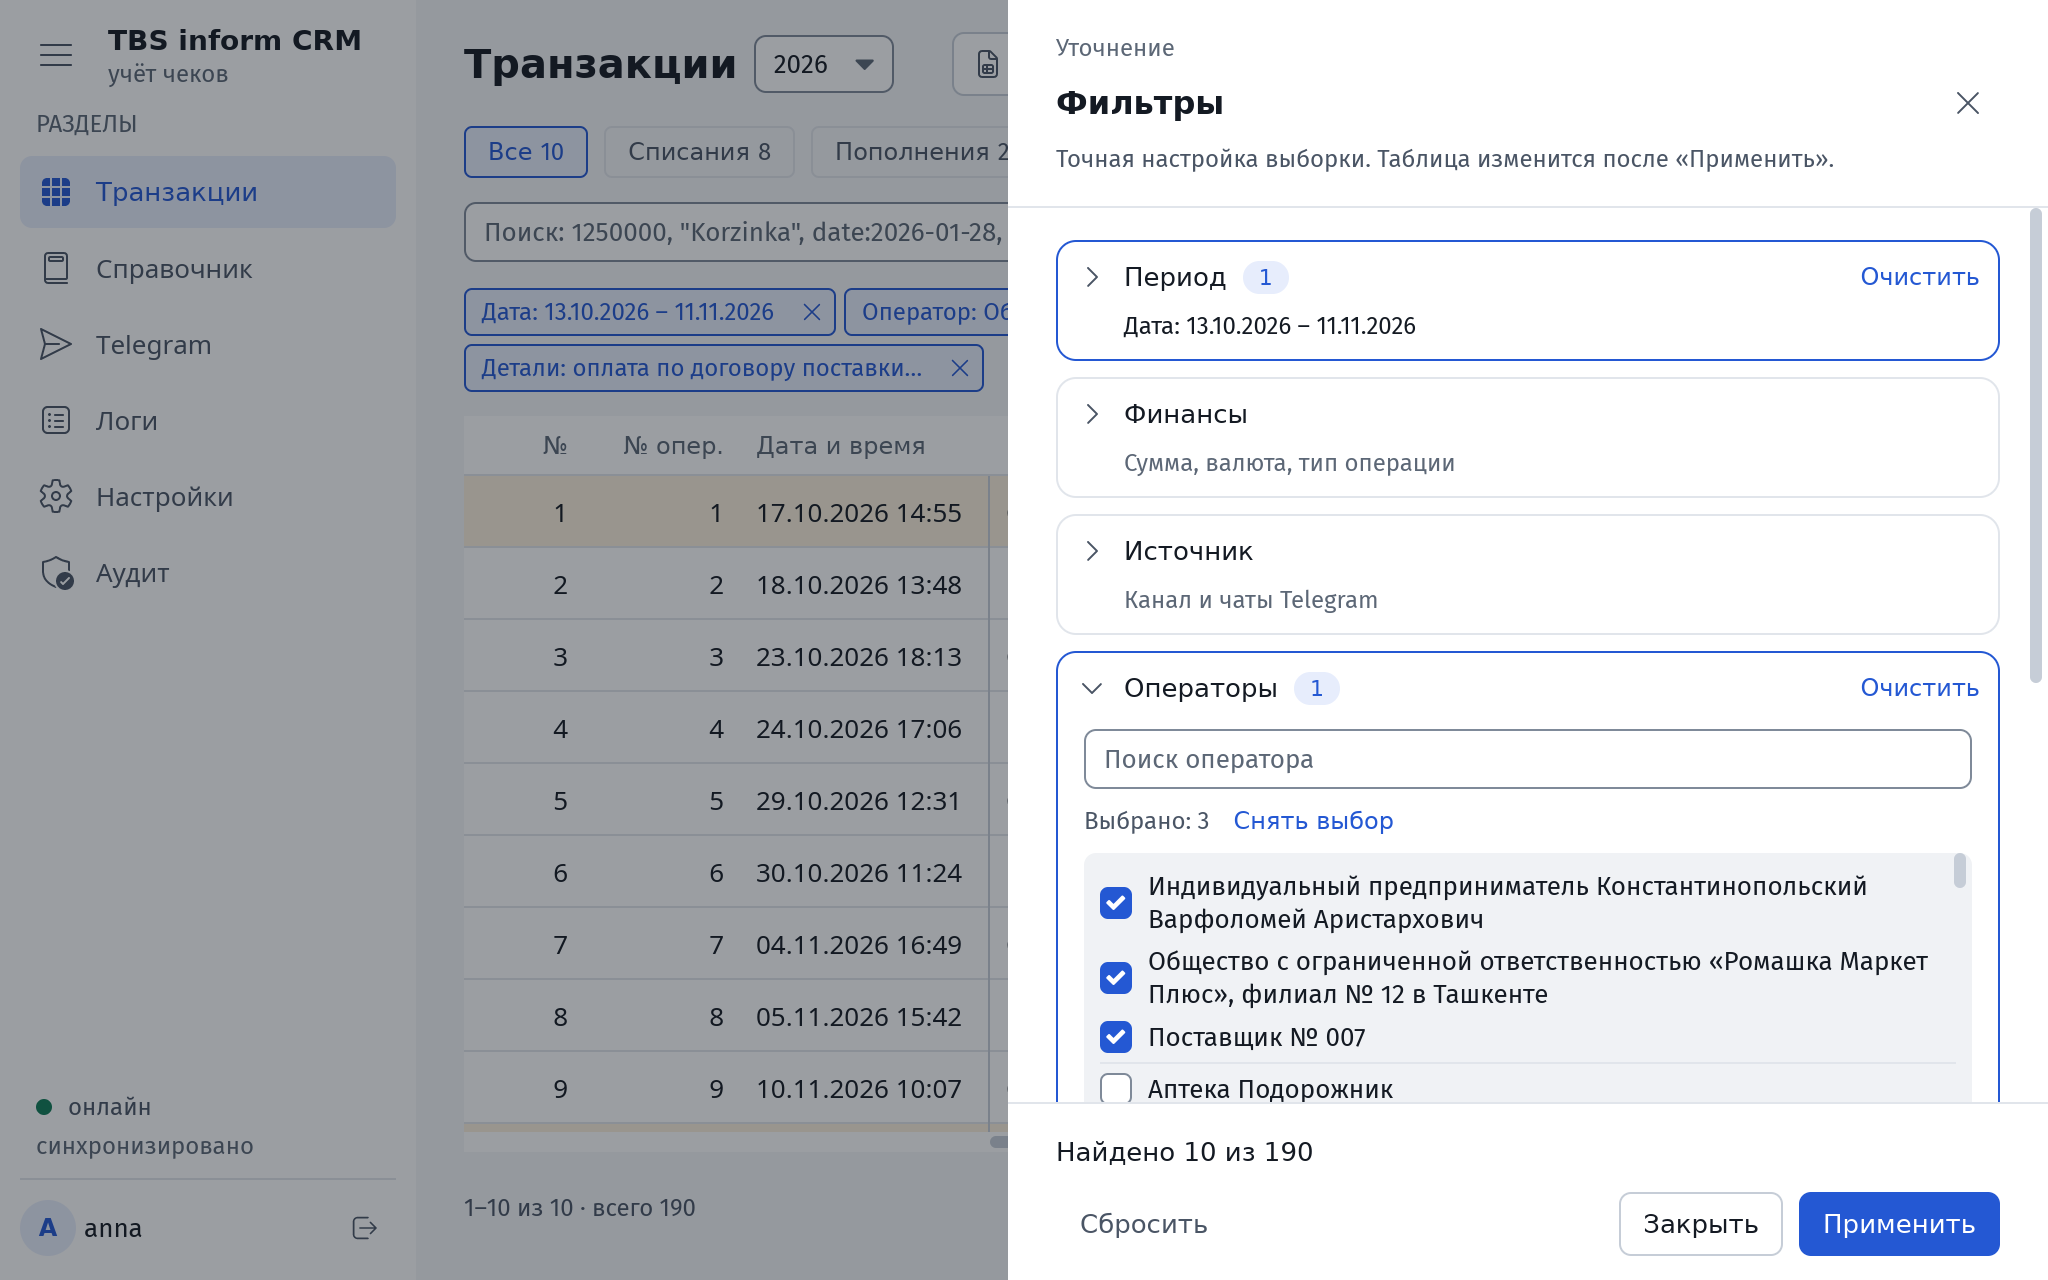 TBS inform CRM
учёт чеков
РАЗДЕЛЫ
Транзакции
Справочник
Telegram
Логи
Настройки
Аудит
онлайн
синхронизировано
A anna
Транзакции 2026
Все 10 Списания 8 Пополнения 2
Поиск: 1250000, "Korzinka", date:2026-01-28,
Дата: 13.10.2026 – 11.11.2026 Оператор:
Детали: оплата по договору поставки...
№ № опер. Дата и время
1 1 17.10.2026 14:55
2 2 18.10.2026 13:48
3 3 23.10.2026 18:13
4 4 24.10.2026 17:06
5 5 29.10.2026 12:31
6 6 30.10.2026 11:24
7 7 04.11.2026 16:49
8 8 05.11.2026 15:42
9 9 10.11.2026 10:07
1–10 из 10 · всего 190
Уточнение
Фильтры
Точная настройка выборки. Таблица изменится после «Применить».
Период 1 Очистить
Дата: 13.10.2026 – 11.11.2026
Финансы
Сумма, валюта, тип операции
Источник
Канал и чаты Telegram
Операторы 1 Очистить
Поиск оператора
Выбрано: 3 Снять выбор
Индивидуальный предприниматель Константинопольский
Варфоломей Аристархович
Общество с ограниченной ответственностью «Ромашка Маркет
Плюс», филиал № 12 в Ташкенте
Поставщик № 007
Аптека Подорожник
Найдено 10 из 190
Сбросить Закрыть Применить